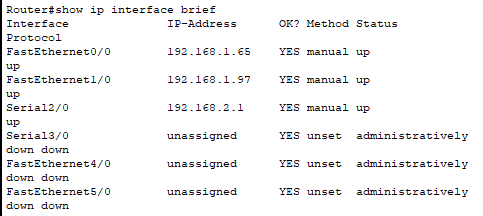 Router#show ip interface brief
Interface IP-Address OK? Method Status
Protocol
FastEthernet0/0 192.168.1.65 YES manual up
up
FastEthernet1/0 192.168.1.97 YES manual up
up
Serial2/0 192.168.2.1 YES manual up
up
Serial3/0 unassigned YES unset administratively
down down
FastEthernet4/0 unassigned YES unset administratively
down down
FastEthernet5/0 unassigned YES unset administratively
down down